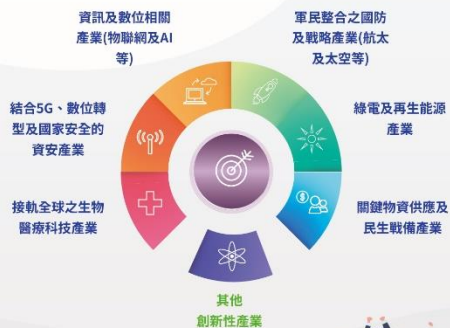 資訊及數位相關
產業(物聯網及AI
等)
軍民整合之國防
及戰略產業(航太
及太空等)
結合5G、數位轉
型及國家安全的
資安產業
綠電及再生能源
產業
接軌全球之生物
醫療科技產業
關鍵物資供應及
民生戰備產業
其他
創新性產業